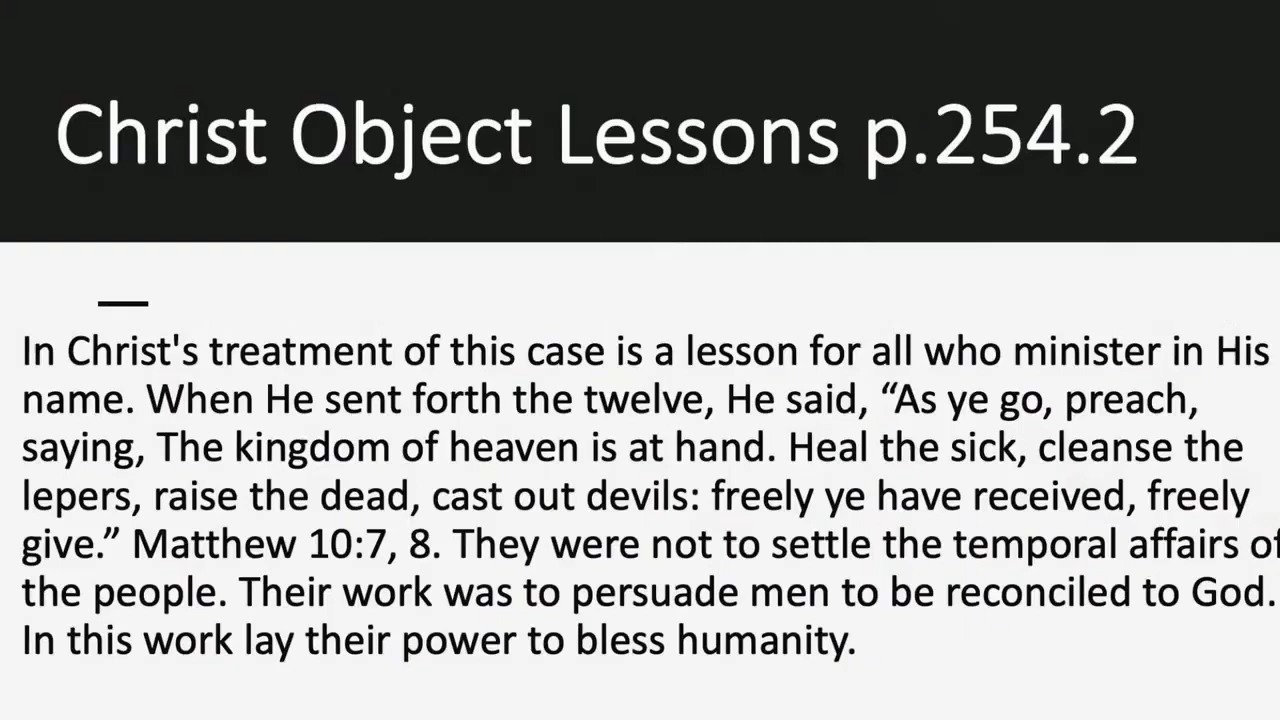 Christ Object Lessons p.254.2
In Christ's treatment of this case is a lesson for all who minister in His
name. When He sent forth the twelve, He said, “As ye go, preach,
saying, The kingdom of heaven is at hand. Heal the sick, cleanse the
lepers, raise the dead, cast out devils: freely ye have received, freely
give.” Matthew 10:7, 8. They were not to settle the temporal affairs of
the people. Their work was to persuade men to be reconciled to God.
In this work lay their power to bless humanity.